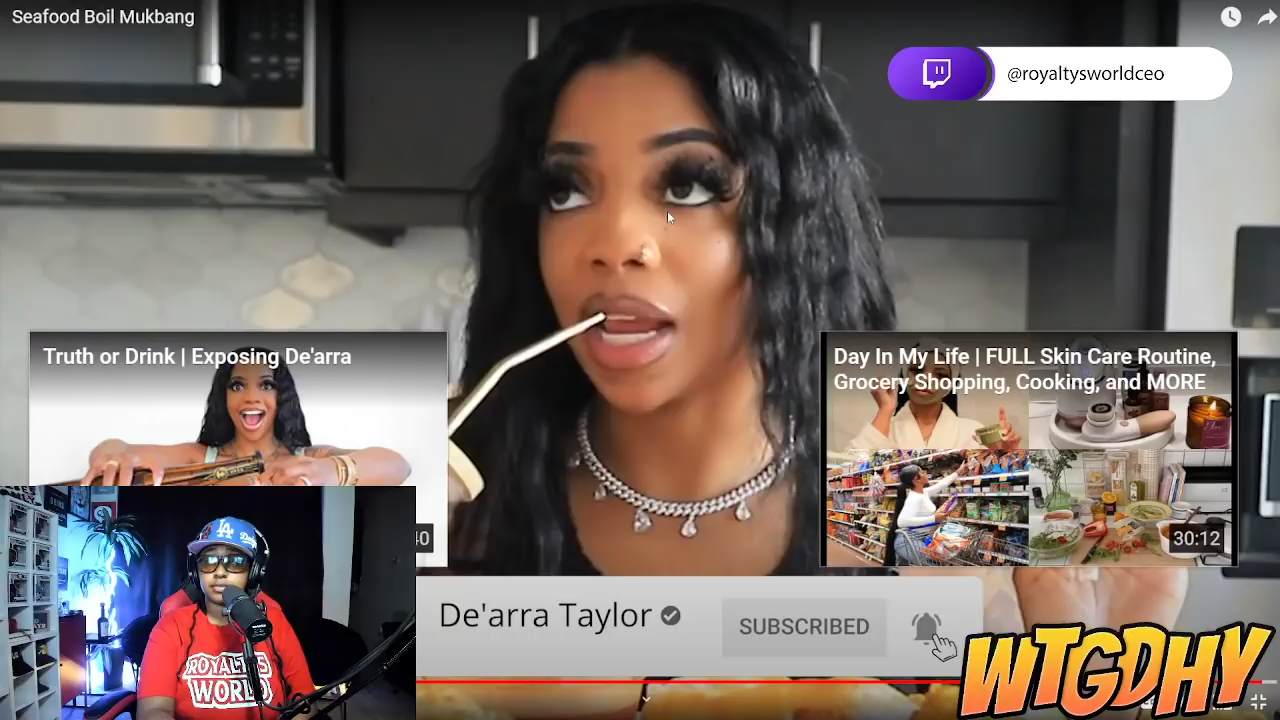 Seafood Boil Mukbang
@royaltysworldceo
Truth or Drink | Exposing De'arra
Day In My Life | FULL Skin Care Routine,
Grocery Shopping, Cooking, and MORE
40
30:12
LA
ROYALTYS
WORLD
De'arra Taylor
SUBSCRIBED
WTGDHY